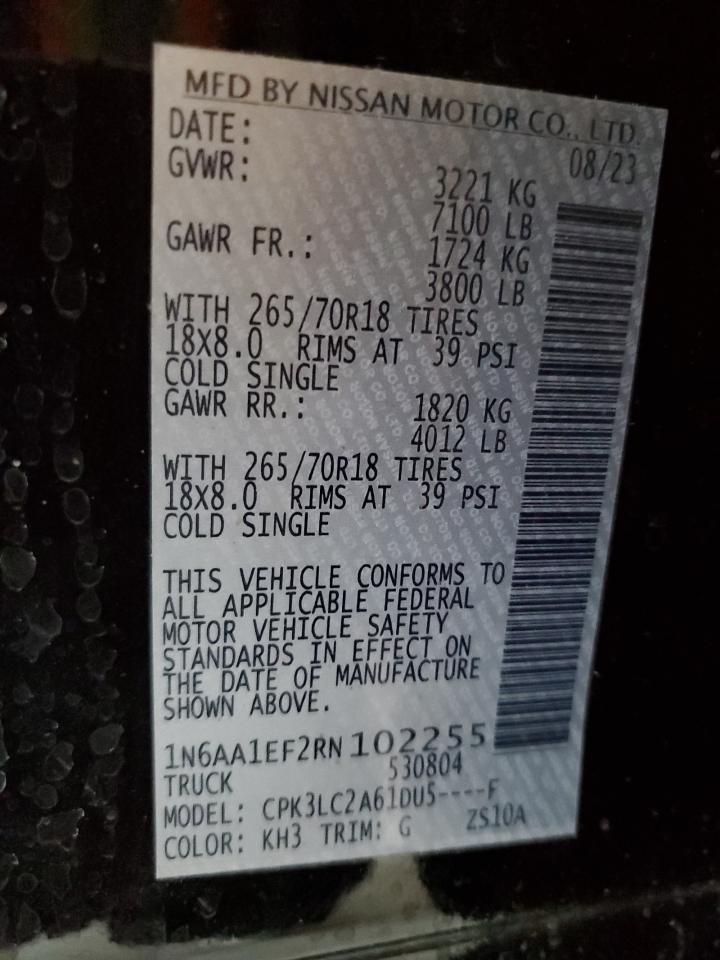 MFD BY NISSAN MOTOR CO., LTD.
DATE: 08/23
GVWR: 3221 KG
7100 LB
GAWR FR.: 1724 KG
3800 LB
WITH 265/70R18 TIRES
18X8.0 RIMS AT 39 PSI
COLD SINGLE
GAWR RR.: 1820 KG
4012 LB
WITH 265/70R18 TIRES
18X8.0 RIMS AT 39 PSI
COLD SINGLE
THIS VEHICLE CONFORMS TO
ALL APPLICABLE FEDERAL
MOTOR VEHICLE SAFETY
STANDARDS IN EFFECT ON
THE DATE OF MANUFACTURE
SHOWN ABOVE.
1N6AA1EF2RN102255
TRUCK 530804
MODEL: CPK3LC2A61DU5----F
COLOR: KH3 TRIM: G ZS10A